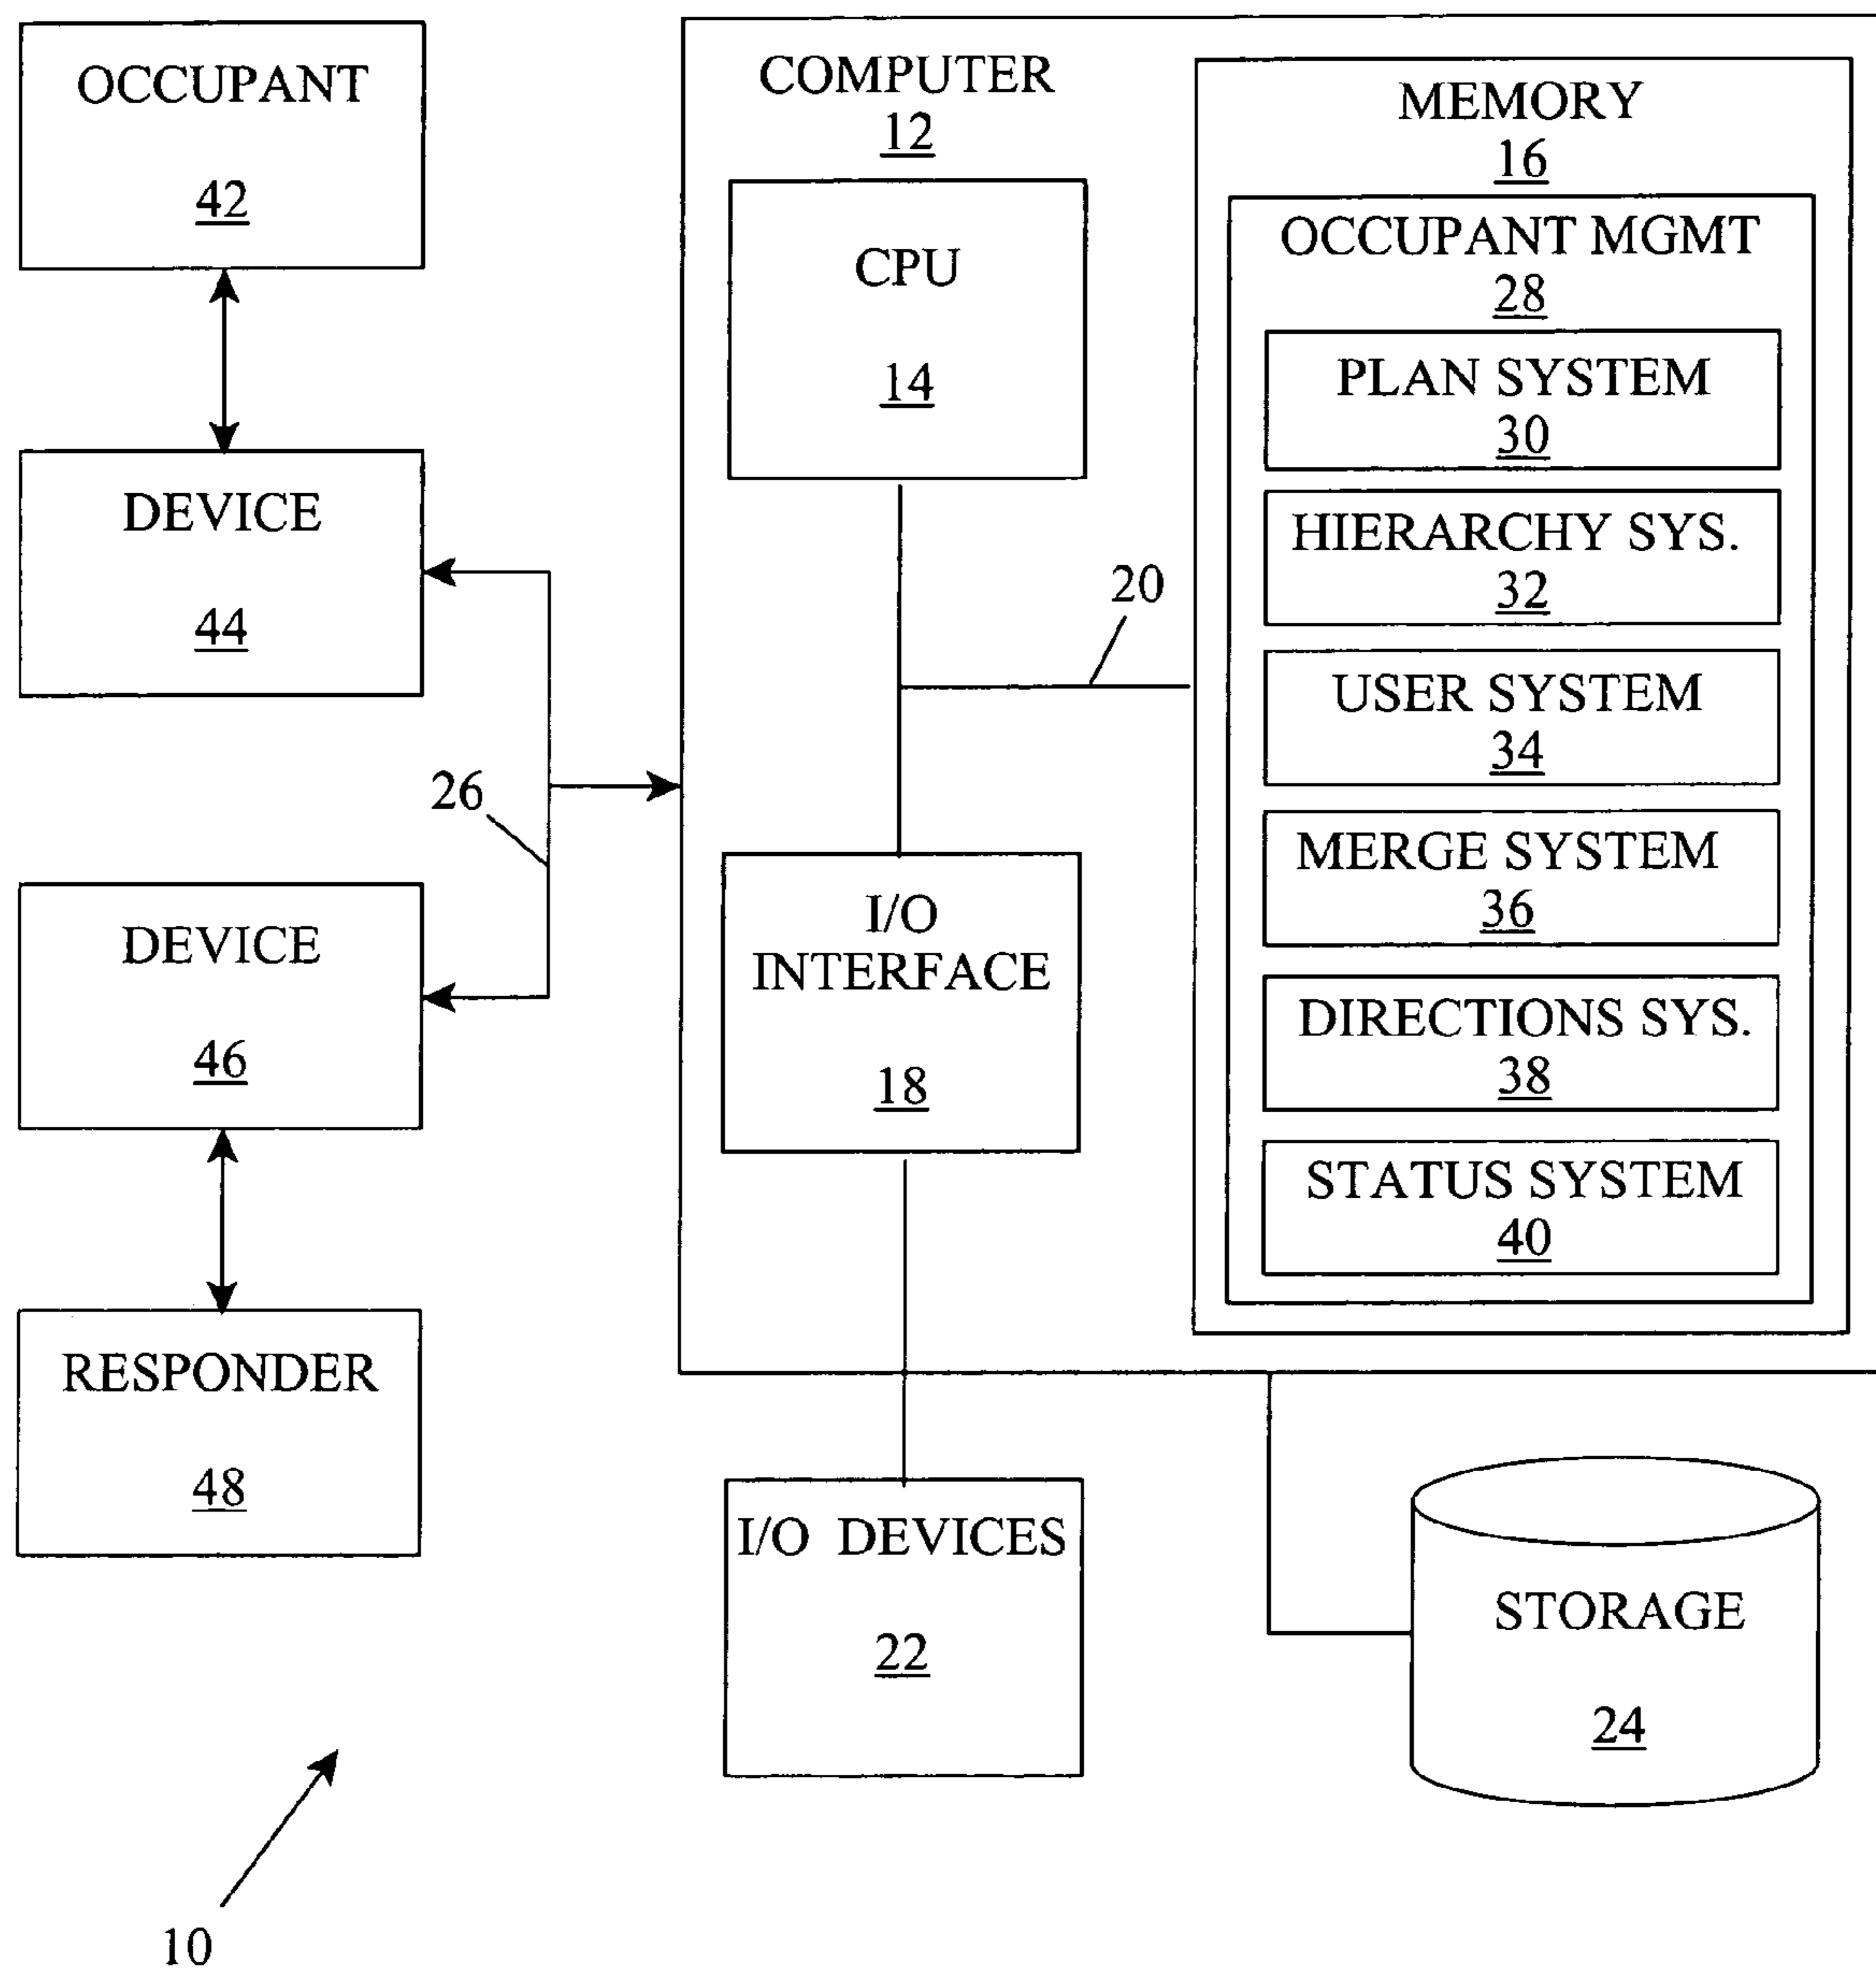 OCCUPANT
42
DEVICE
44
26
DEVICE
46
RESPONDER
48
10
COMPUTER
12
CPU
14
20
I/O
INTERFACE
18
I/O DEVICES
22
MEMORY
16
OCCUPANT MGMT
28
PLAN SYSTEM
30
HIERARCHY SYS.
32
USER SYSTEM
34
MERGE SYSTEM
36
DIRECTIONS SYS.
38
STATUS SYSTEM
40
STORAGE
24